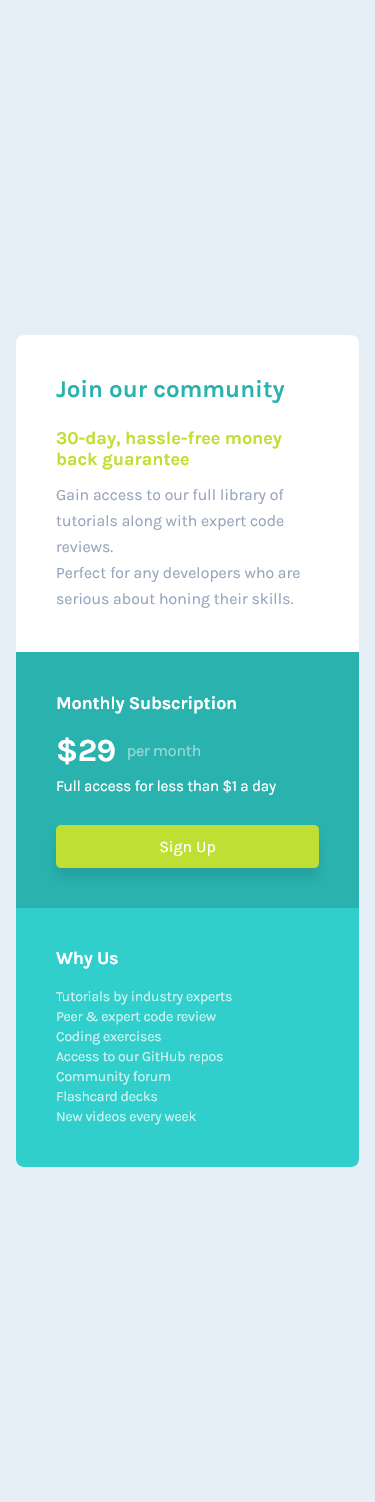 Join our community
30-day, hassle-free money
back guarantee
Gain access to our full library of
tutorials along with expert code
reviews.
Perfect for any developers who are
serious about honing their skills.
Monthly Subscription
$29 per month
Full access for less than $1 a day
Sign Up
Why Us
Tutorials by industry experts
Peer & expert code review
Coding exercises
Access to our GitHub repos
Community forum
Flashcard decks
New videos every week